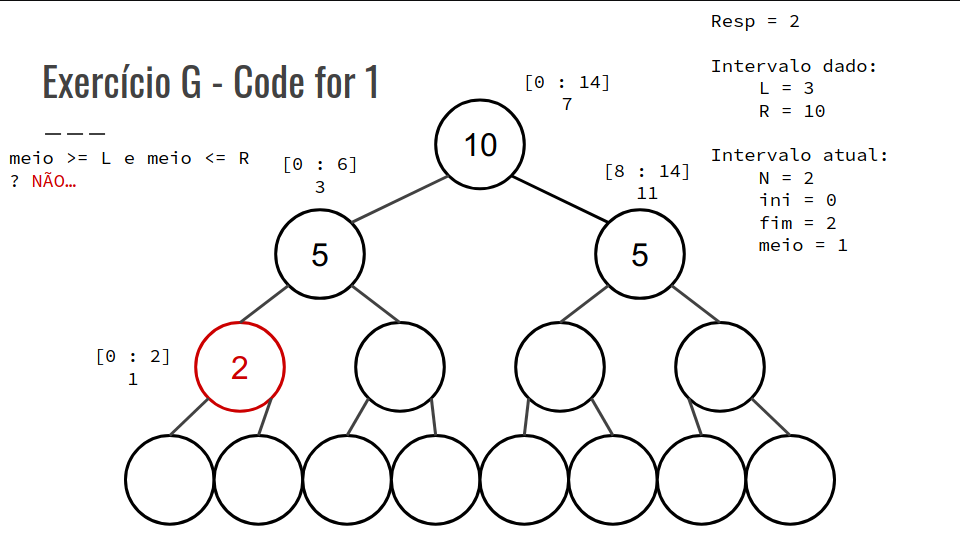 Exercício G - Code for 1
meio >= L e meio <= R
? NÃO…
Resp = 2
Intervalo dado:
L = 3
R = 10
Intervalo atual:
N = 2
ini = 0
fim = 2
meio = 1
[0 : 14]
7
10
[0 : 6]
3
[8 : 14]
11
5
5
[0 : 2]
1
2